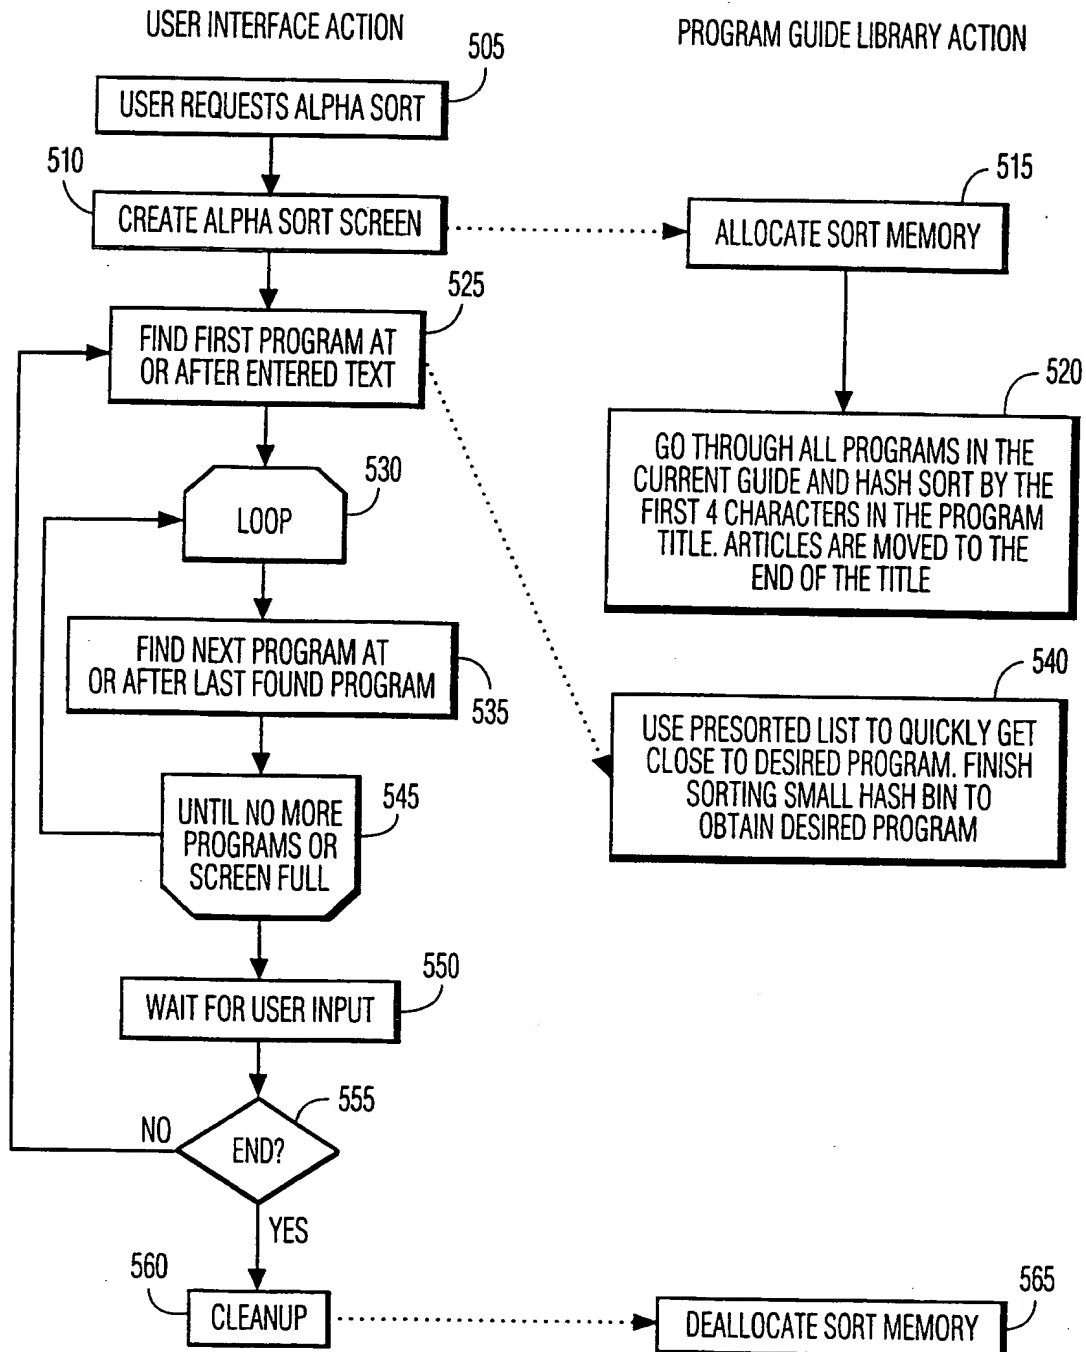 USER INTERFACE ACTION
PROGRAM GUIDE LIBRARY ACTION
505
USER REQUESTS ALPHA SORT
510
CREATE ALPHA SORT SCREEN
515
ALLOCATE SORT MEMORY
525
FIND FIRST PROGRAM AT
OR AFTER ENTERED TEXT
520
GO THROUGH ALL PROGRAMS IN THE
CURRENT GUIDE AND HASH SORT BY THE
FIRST 4 CHARACTERS IN THE PROGRAM
TITLE. ARTICLES ARE MOVED TO THE
END OF THE TITLE
530
LOOP
FIND NEXT PROGRAM AT
OR AFTER LAST FOUND PROGRAM
535
540
USE PRESORTED LIST TO QUICKLY GET
CLOSE TO DESIRED PROGRAM. FINISH
SORTING SMALL HASH BIN TO
OBTAIN DESIRED PROGRAM
545
UNTIL NO MORE
PROGRAMS OR
SCREEN FULL
550
WAIT FOR USER INPUT
555
NO
END?
YES
560
CLEANUP
565
DEALLOCATE SORT MEMORY